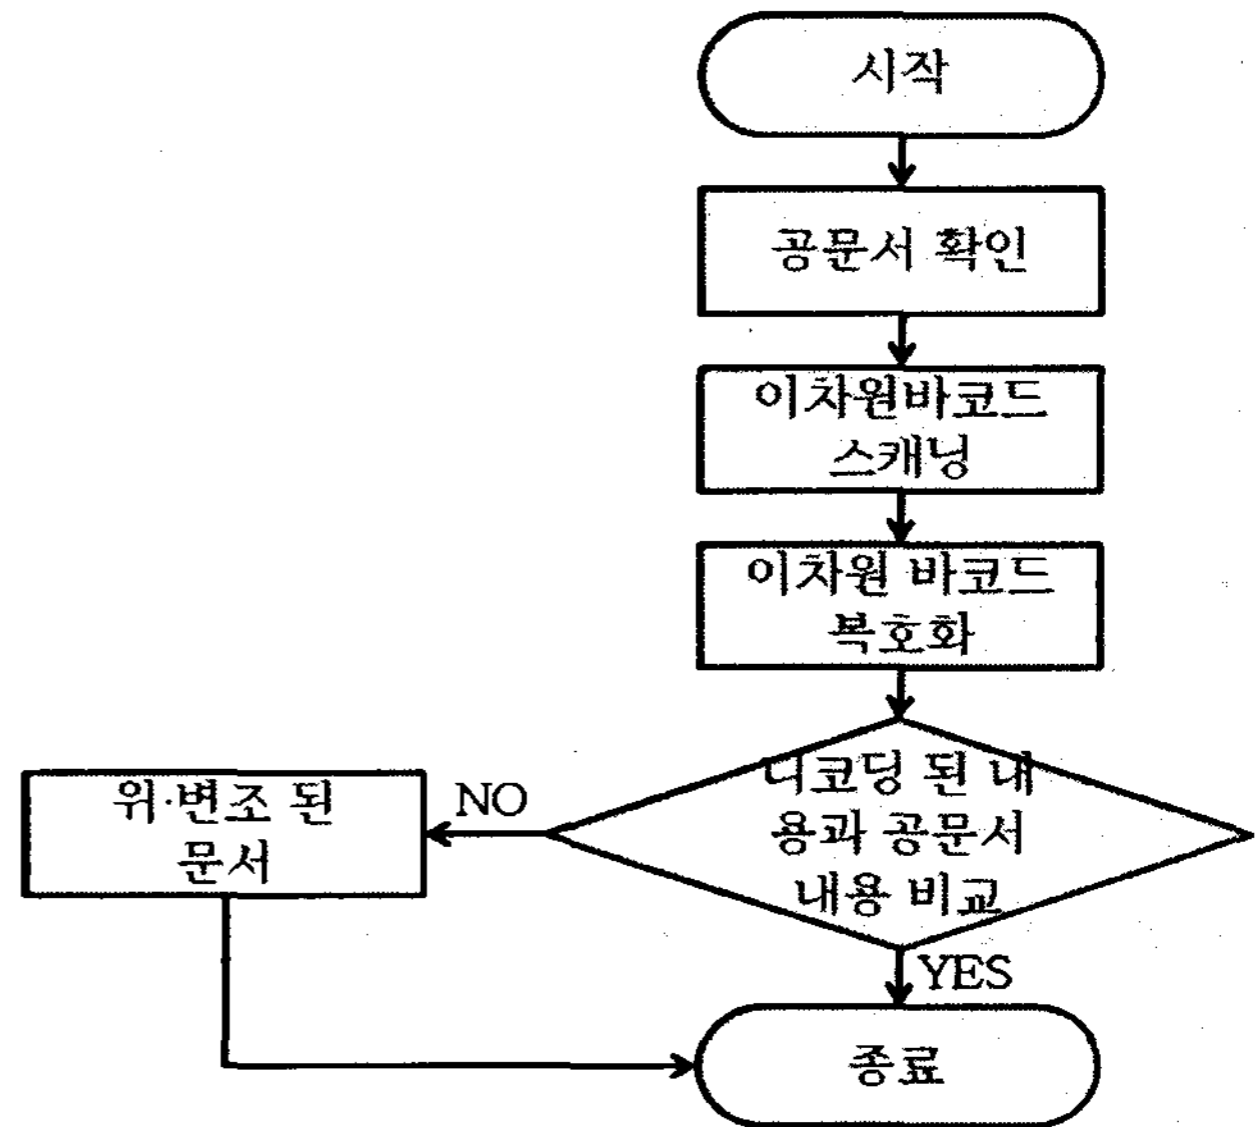 시작
공문서 확인
이차원바코드
스캐닝
이차원 바코드
복호화
디코딩 된 내
용과 공문서
내용 비교
NO
위·변조 된
문서
YES
종료